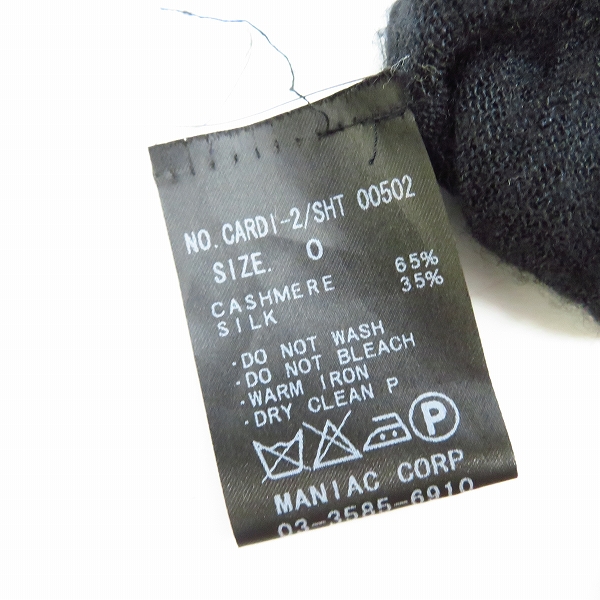 NO. CARDI-2/SHT 00502
SIZE. 0
CASHMERE 65%
SILK 35%
·DO NOT WASH
·DO NOT BLEACH
·WARM IRON
·DRY CLEAN P
P
MANIAC CORP
03-3585-6910